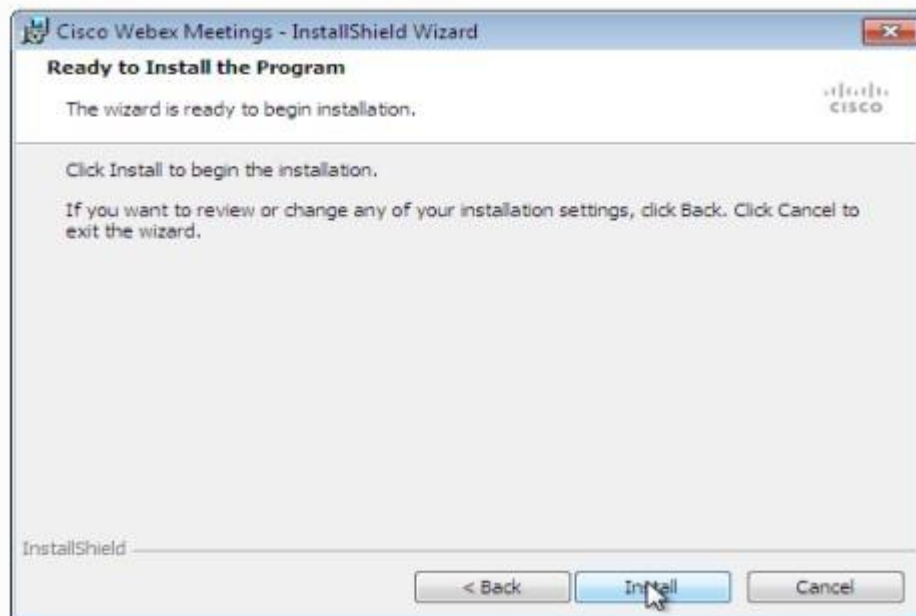 Cisco Webex Meetings - InstallShield Wizard
Ready to Install the Program
The wizard is ready to begin installation.
CISCO
Click Install to begin the installation.
If you want to review or change any of your installation settings, click Back. Click Cancel to
exit the wizard.
InstallShield
< Back
Install
Cancel